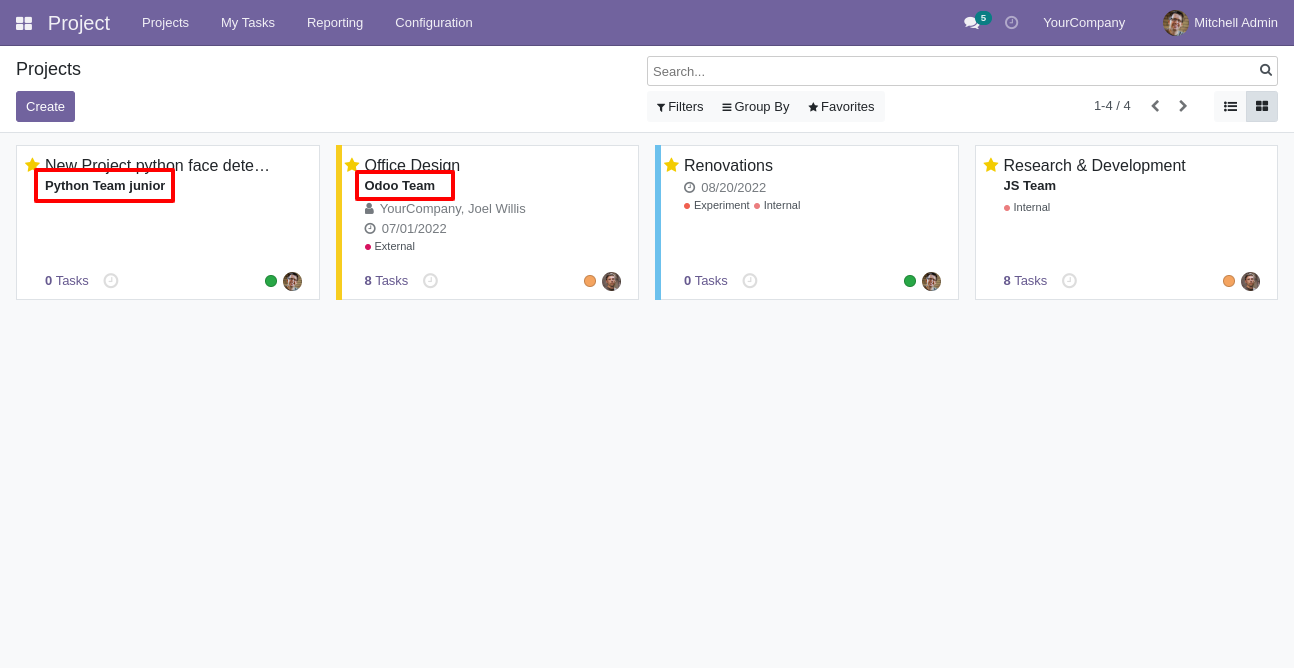 Project Projects My Tasks Reporting Configuration 5 YourCompany Mitchell Admin
Projects
Search...
Create
Filters Group By Favorites 1-4 / 4
New Project python face dete…
Python Team junior
0 Tasks
Office Design
Odoo Team
YourCompany, Joel Willis
07/01/2022
External
8 Tasks
Renovations
08/20/2022
Experiment Internal
0 Tasks
Research & Development
JS Team
Internal
8 Tasks